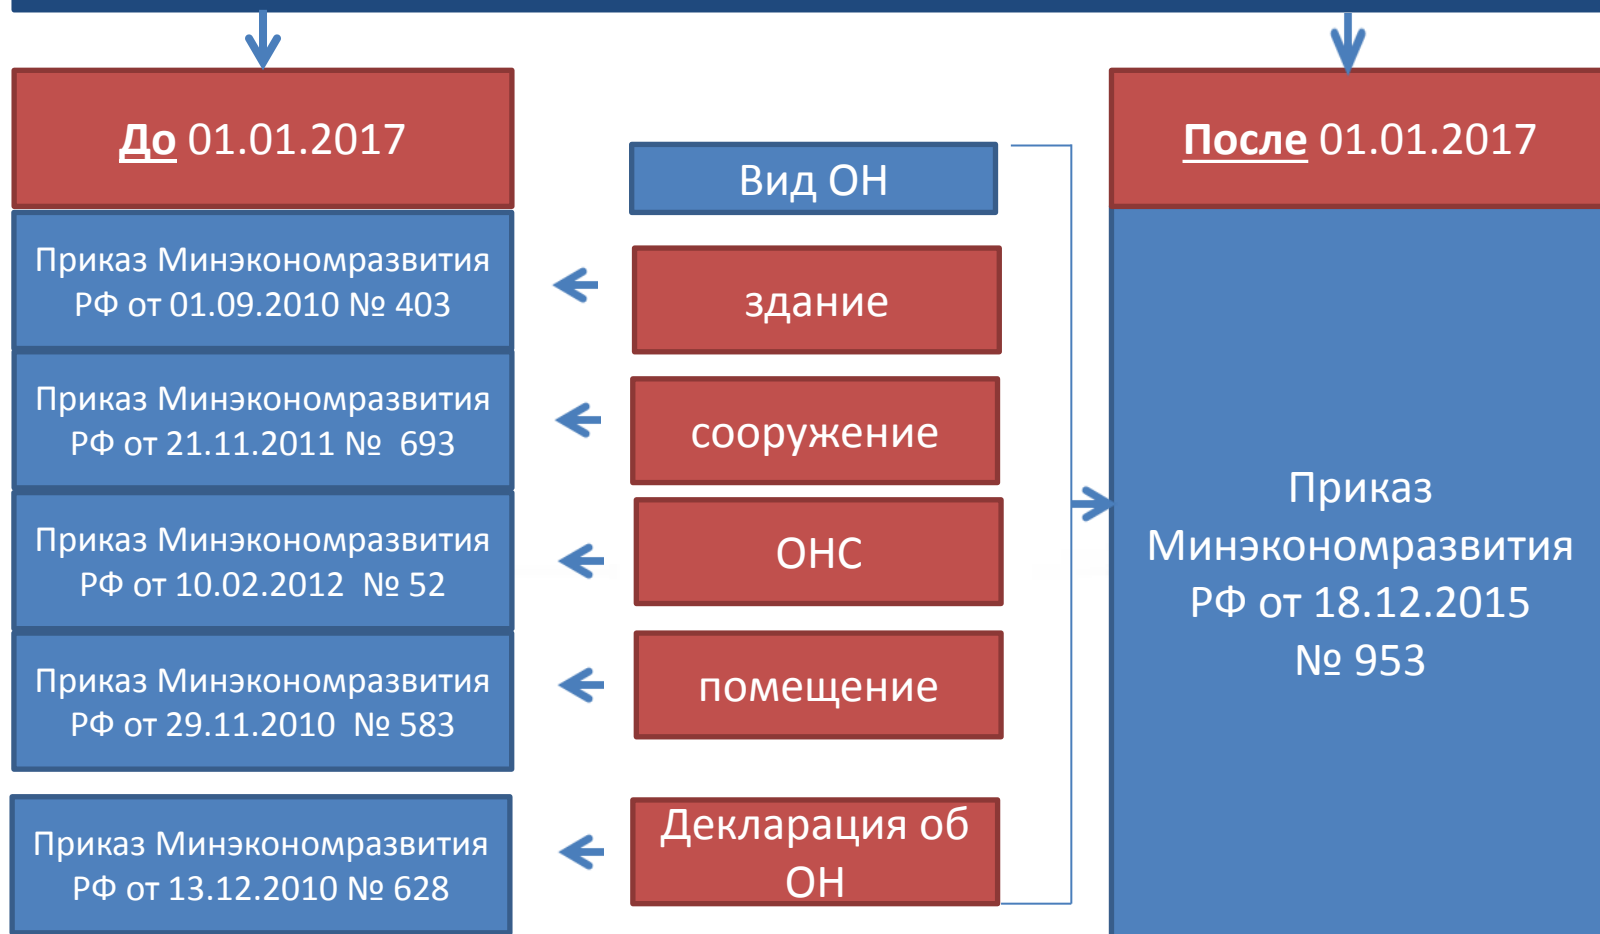 До 01.01.2017
Приказ Минэкономразвития
РФ от 01.09.2010 № 403
Приказ Минэкономразвития
РФ от 21.11.2011 № 693
Приказ Минэкономразвития
РФ от 10.02.2012 № 52
Приказ Минэкономразвития
РФ от 29.11.2010 № 583
Приказ Минэкономразвития
РФ от 13.12.2010 № 628
Вид ОН
здание
сооружение
ОНС
помещение
Декларация об
ОН
После 01.01.2017
Приказ
Минэкономразвития
РФ от 18.12.2015
№ 953